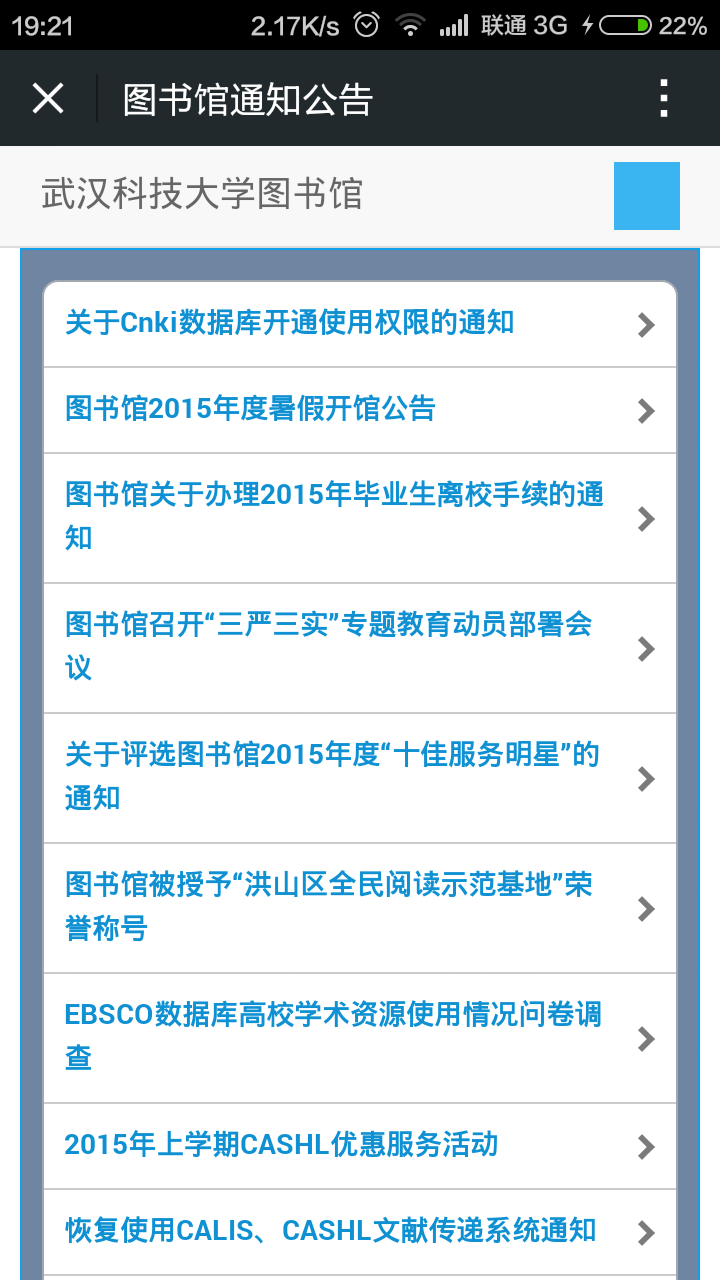 19:21 2.17K/s 联通 3G 22%
图书馆通知公告
武汉科技大学图书馆
关于Cnki数据库开通使用权限的通知
图书馆2015年度暑假开馆公告
图书馆关于办理2015年毕业生离校手续的通
知
图书馆召开“三严三实”专题教育动员部署会
议
关于评选图书馆2015年度“十佳服务明星”的
通知
图书馆被授予“洪山区全民阅读示范基地”荣
誉称号
EBSCO数据库高校学术资源使用情况问卷调
查
2015年上学期CASHL优惠服务活动
恢复使用CALIS、CASHL文献传递系统通知